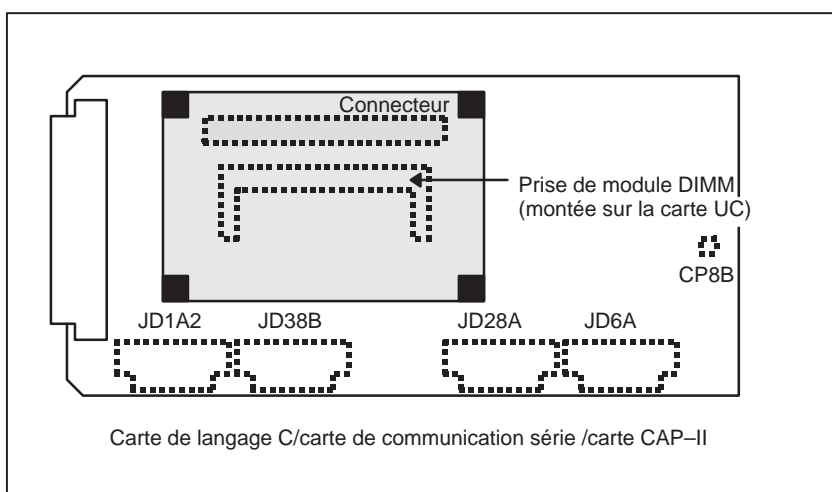 Connecteur
Prise de module DIMM
(montée sur la carte UC)
CP8B
JD1A2
JD38B
JD28A
JD6A
Carte de langage C/carte de communication série /carte CAP–II